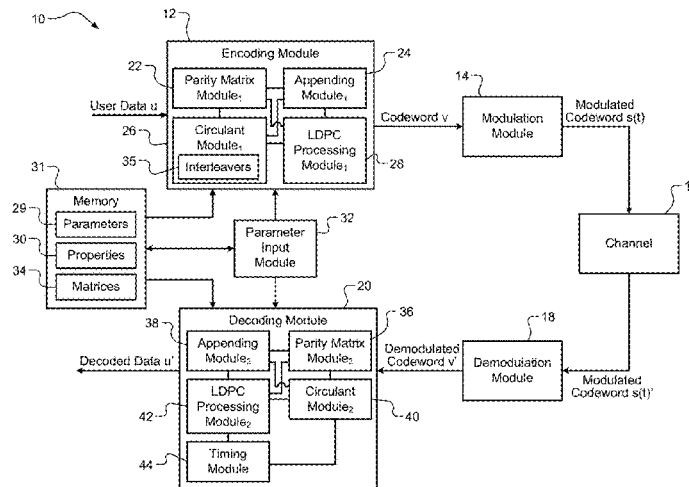 10
12
Encoding Module
22
24
Parity Matrix
Module1
Appending
Module1
User Data u
26
Circulant
Module1
35
Interleavers
LDPC
Processing
Module1
28
Codeword v
14
Modulation
Module
Modulated
Codeword s(t)
31
Memory
29
Parameters
30
Properties
34
Matrices
32
Parameter
Input
Module
Channel
20
Decoding Module
38
36
Appending
Module2
Parity Matrix
Module2
Decoded Data u'
42
LDPC
Processing
Module2
Circulant
Module2
40
44
Timing
Module
Demodulated
Codeword v'
18
Demodulation
Module
Modulated
Codeword s(t)'